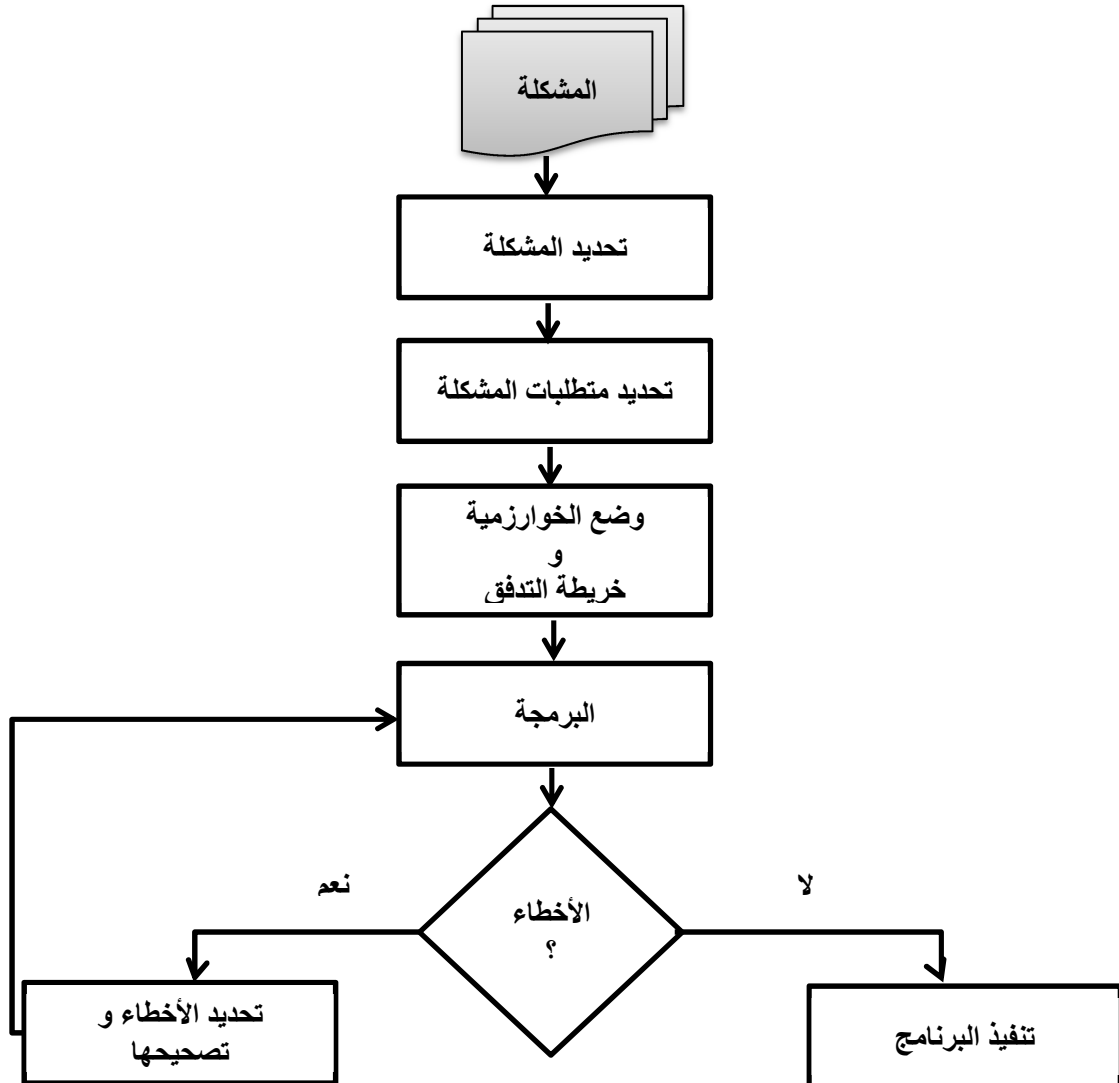 المشكلة
تحديد المشكلة
تحديد متطلبات المشكلة
وضع الخوارزمية
و
خريطة التدفق
البرمجة
الأخطاء
؟
لا
نعم
تنفيذ البرنامج
تحديد الأخطاء و
تصحيحها